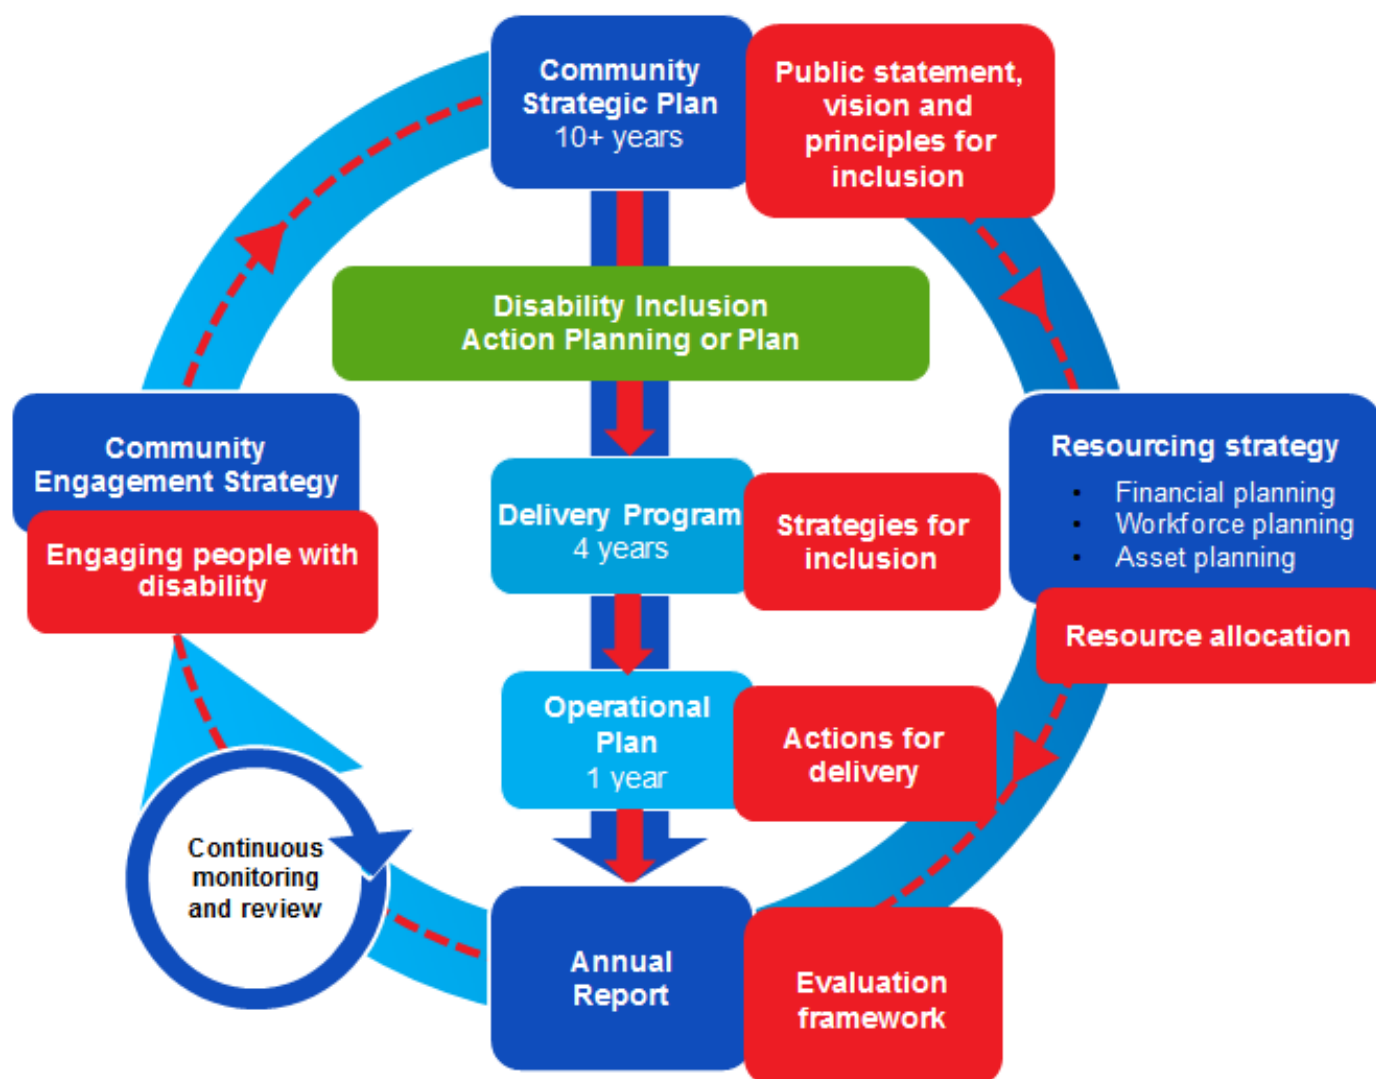 Community
Strategic Plan
10+ years
Public statement,
vision and
principles for
inclusion
Disability Inclusion
Action Planning or Plan
Community
Engagement Strategy
Engaging people with
disability
Delivery Program
4 years
Strategies for
inclusion
Resourcing strategy
• Financial planning
• Workforce planning
• Asset planning
Resource allocation
Operational
Plan
1 year
Actions for
delivery
Continuous
monitoring
and review
Annual
Report
Evaluation
framework